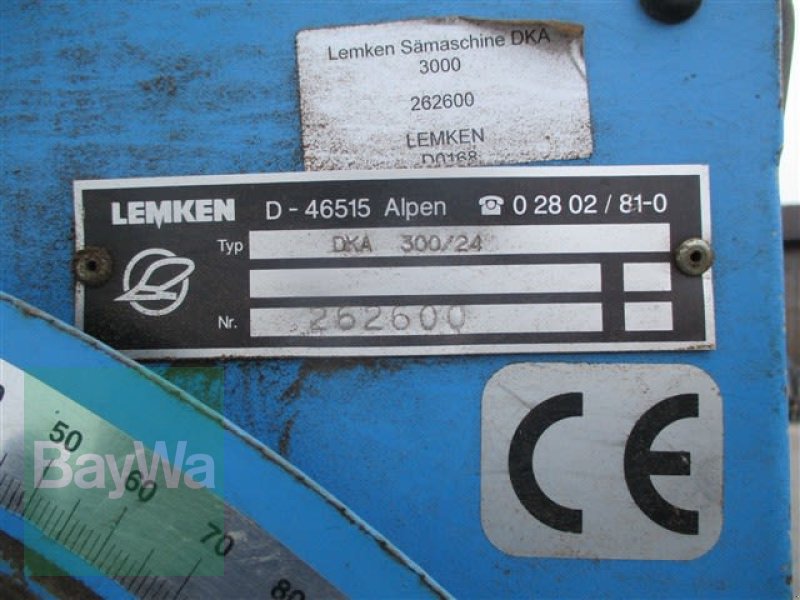 Lemken Sämaschine DKA
3000
262600
LEMKEN
D0168
LEMKEN D - 46515 Alpen ☎ 0 28 02 / 81-0
Typ DKA 300/24
Nr. 262600
CE
50
60
70
80
BayWa